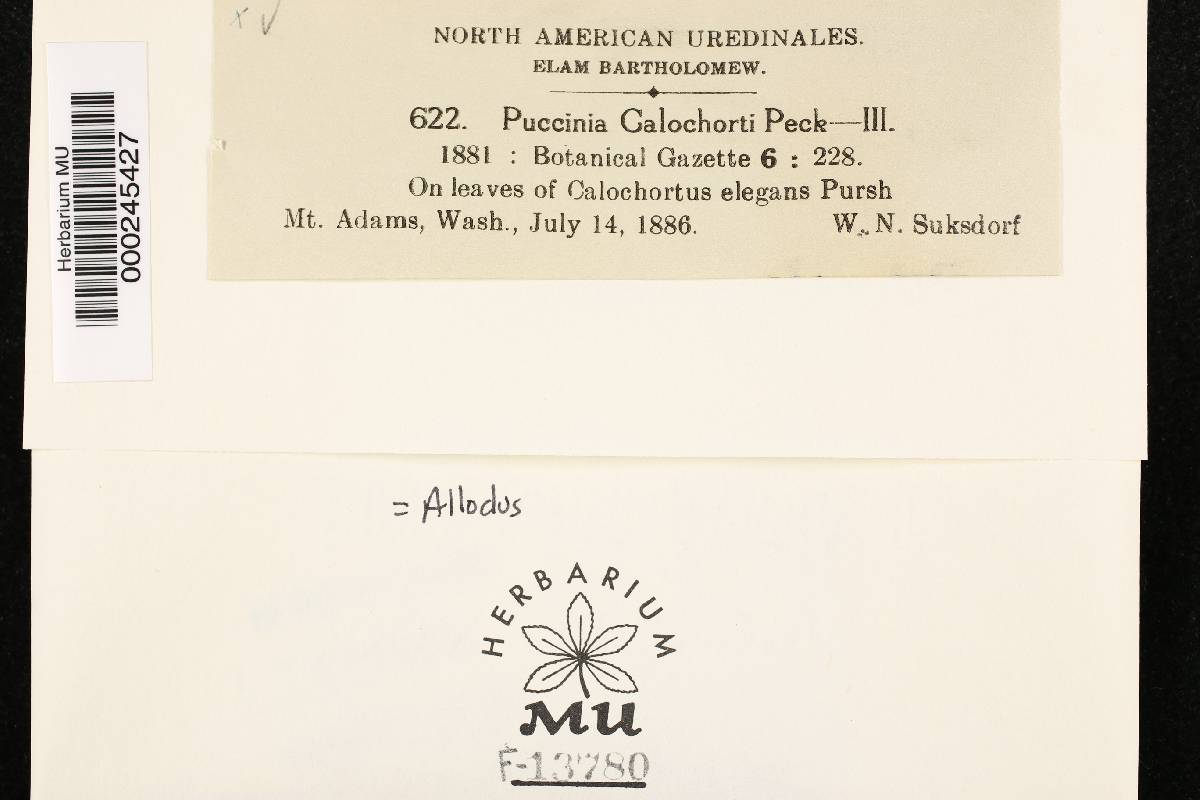 NORTH AMERICAN UREDINALES.
ELAM BARTHOLOMEW.
622. Puccinia Calochorti Peck—III.
1881 : Botanical Gazette 6 : 228.
On leaves of Calochortus elegans Pursh
Mt. Adams, Wash., July 14, 1886. W. N. Suksdorf
Herbarium MU
000245427
= Allodus
HERBARIUM
MU
F-13780